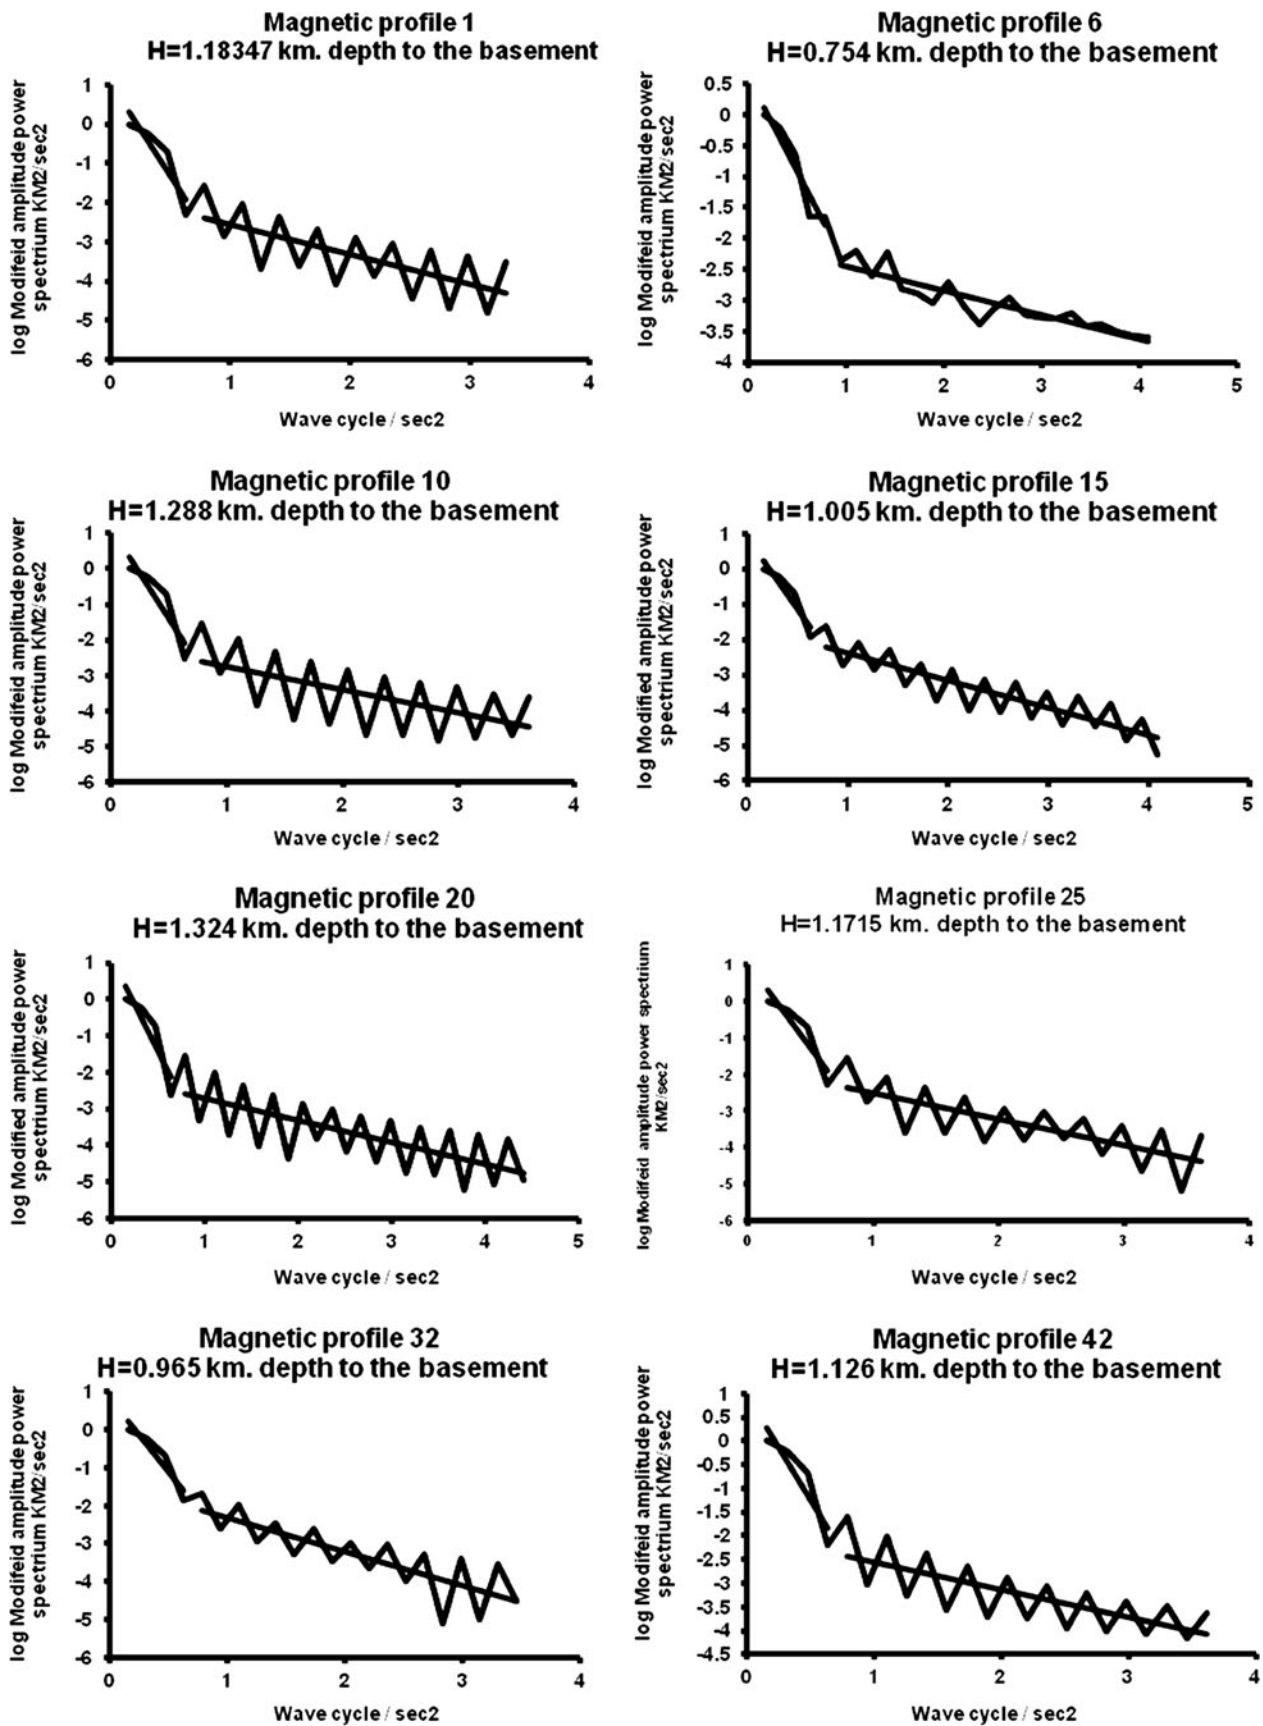 Magnetic profile 1
H=1.18347 km. depth to the basement
log Modifeid amplitude power
spectrium KM2/sec2
1
0
-1
-2
-3
-4
-5
-6
0 1 2 3 4
Wave cycle / sec2
Magnetic profile 6
H=0.754 km. depth to the basement
log Modifeid amplitude power
spectrium KM2/sec2
0.5
0
-0.5
-1
-1.5
-2
-2.5
-3
-3.5
-4
0 1 2 3 4 5
Wave cycle / sec2
Magnetic profile 10
H=1.288 km. depth to the basement
log Modifeid amplitude power
spectrium KM2/sec2
1
0
-1
-2
-3
-4
-5
-6
0 1 2 3 4
Wave cycle / sec2
Magnetic profile 15
H=1.005 km. depth to the basement
log Modified amplitude power
spectrium KM2/sec2
1
0
-1
-2
-3
-4
-5
-6
0 1 2 3 4 5
Wave cycle / sec2
Magnetic profile 20
H=1.324 km. depth to the basement
log Modified amplitude power
spectrium KM2/sec2
1
0
-1
-2
-3
-4
-5
-6
0 1 2 3 4 5
Wave cycle / sec2
Magnetic profile 25
H=1.1715 km. depth to the basement
log Modifeid amplitude power spectrium
KM2/sec2
1
0
-1
-2
-3
-4
-5
-6
0 1 2 3 4
Wave cycle / sec2
Magnetic profile 32
H=0.965 km. depth to the basement
log Modifeid amplitude power
spectrium KM2/sec2
1
0
-1
-2
-3
-4
-5
-6
0 1 2 3 4
Wave cycle / sec2
Magnetic profile 42
H=1.126 km. depth to the basement
log Modifeid amplitude power
spectrium KM2/sec2
1
0.5
0
-0.5
-1
-1.5
-2
-2.5
-3
-3.5
-4
-4.5
0 1 2 3 4
Wave cycle / sec2